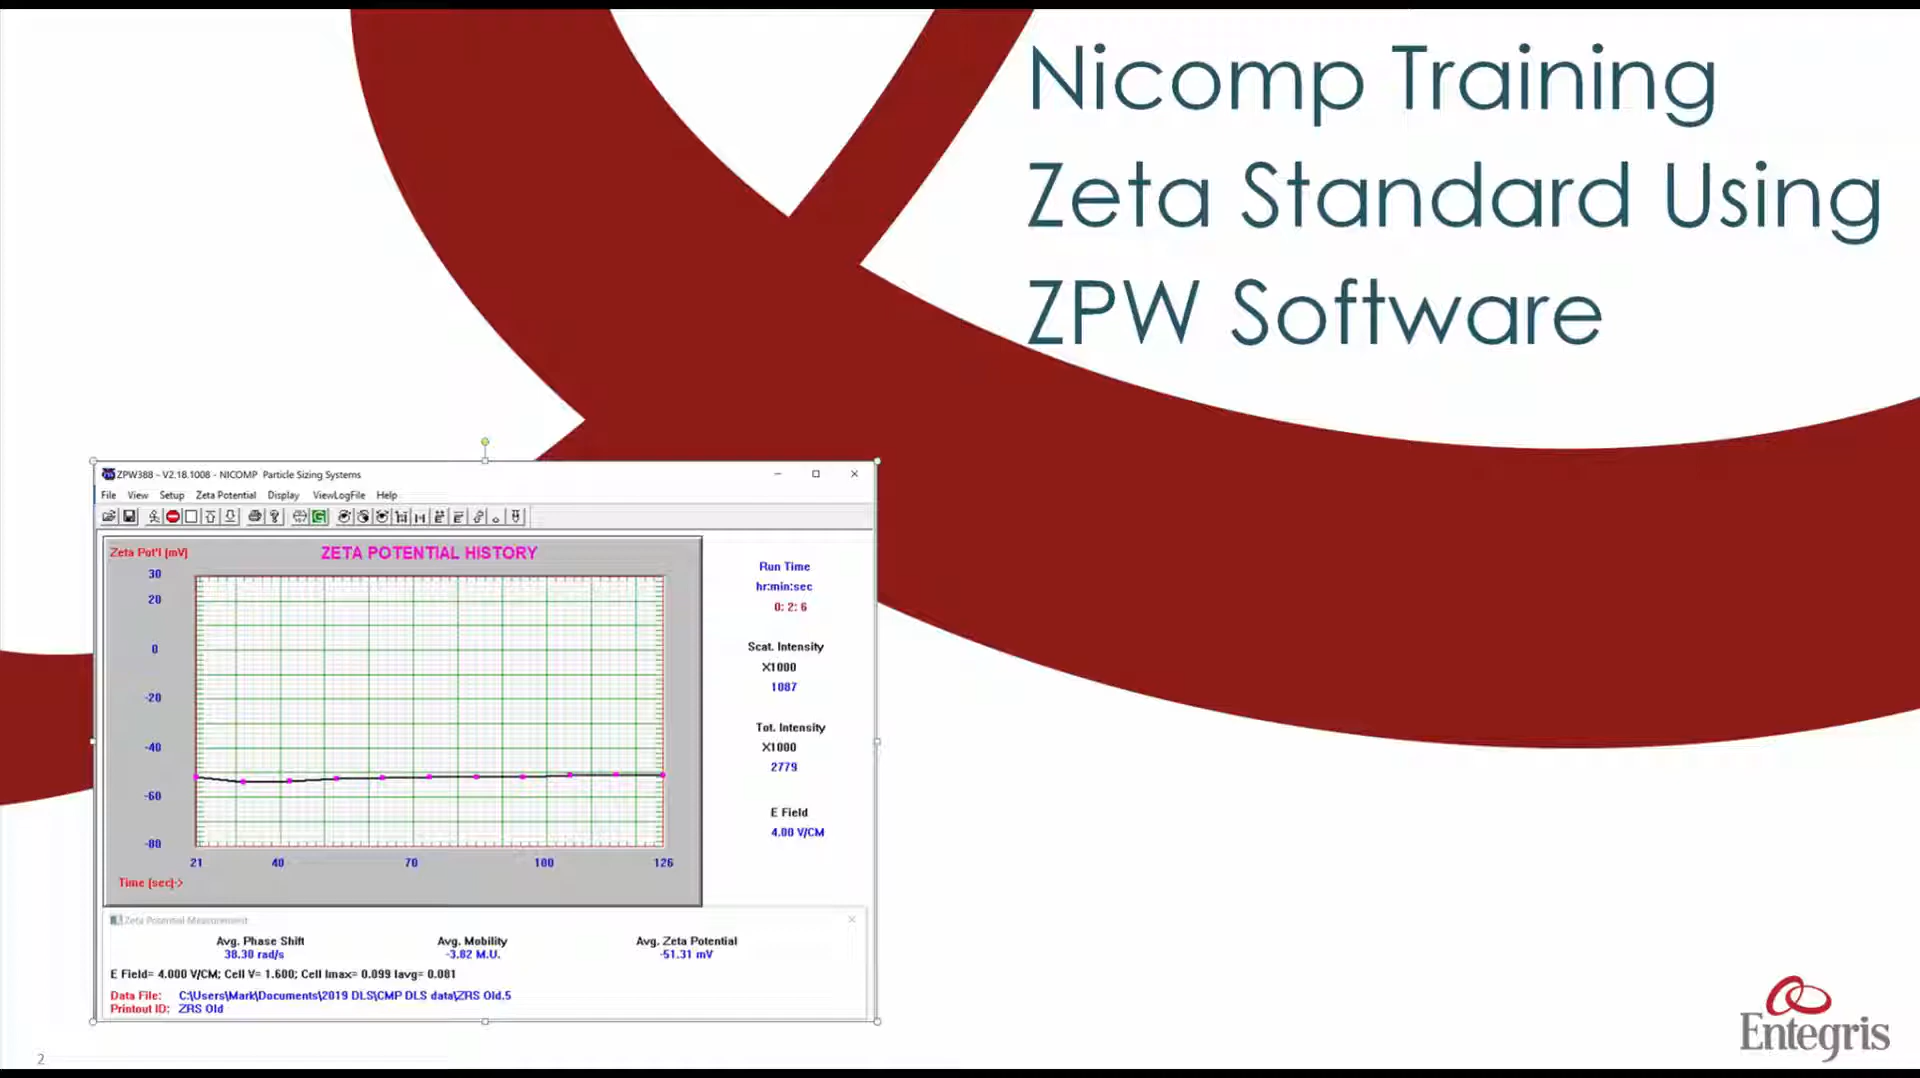 Nicomp Training
Zeta Standard Using
ZPW Software
ZPW388 - V2.18.1008 - NICOMP Particle Sizing Systems
File View Setup Zeta Potential Display ViewLogFile Help
Zeta Pot'l (mV)
ZETA POTENTIAL HISTORY
30
20
0
-20
-40
-60
-80
21 40 70 100 126
Time (sec)->
Run Time
hr:min:sec
0: 2: 6
Scat. Intensity
X1000
1087
Tot. Intensity
X1000
2779
E Field
4.00 V/CM
Zeta Potential Measurement
Avg. Phase Shift Avg. Mobility Avg. Zeta Potential
38.30 rad/s -3.82 M.U. -51.31 mV
E Field= 4.000 V/CM; Cell V= 1.600; Cell Imax= 0.099 Iavg= 0.081
Data File: C:\Users\Mark\Documents\2019 DLS\CMP DLS data\ZRS Old.5
Printout ID: ZRS Old
Entegris
2